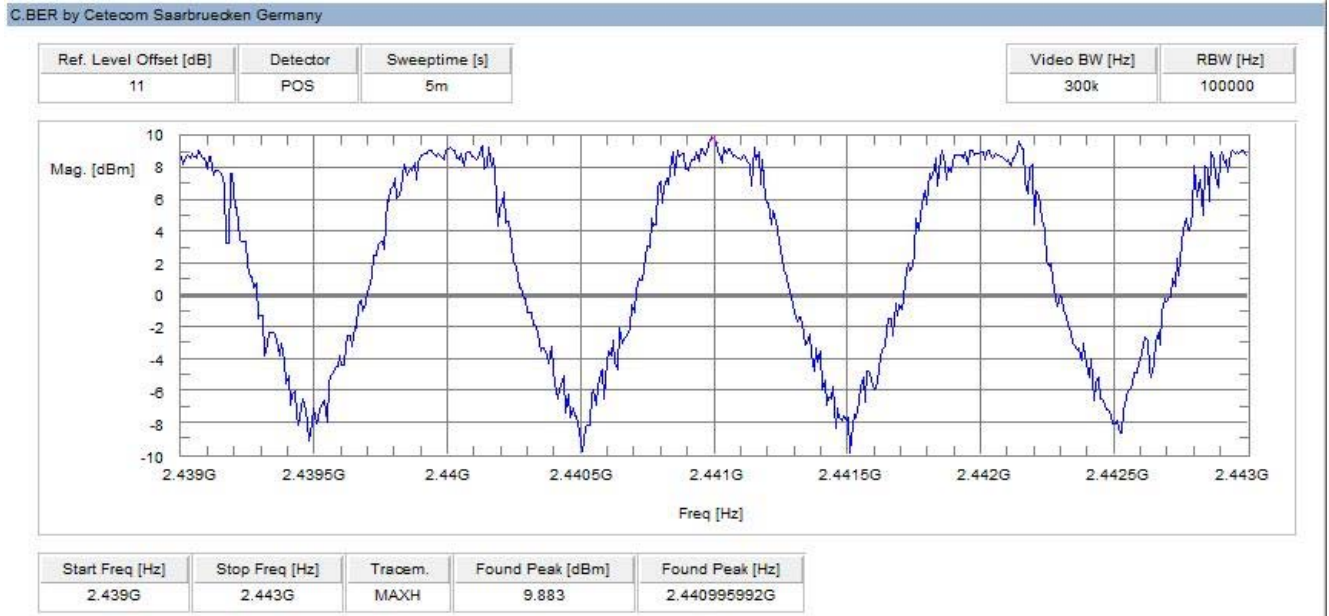 C.BER by Cetecom Saarbruecken Germany
Ref. Level Offset [dB] Detector Sweeptime [s] Video BW [Hz] RBW [Hz]
11 POS 5m 300k 100000
Mag. [dBm]
10
8
6
4
2
0
-2
-4
-6
-8
-10
2.439G 2.4395G 2.44G 2.4405G 2.441G 2.4415G 2.442G 2.4425G 2.443G
Freq [Hz]
Start Freq [Hz] Stop Freq [Hz] Tracem. Found Peak [dBm] Found Peak [Hz]
2.439G 2.443G MAXH 9.883 2.440995992G